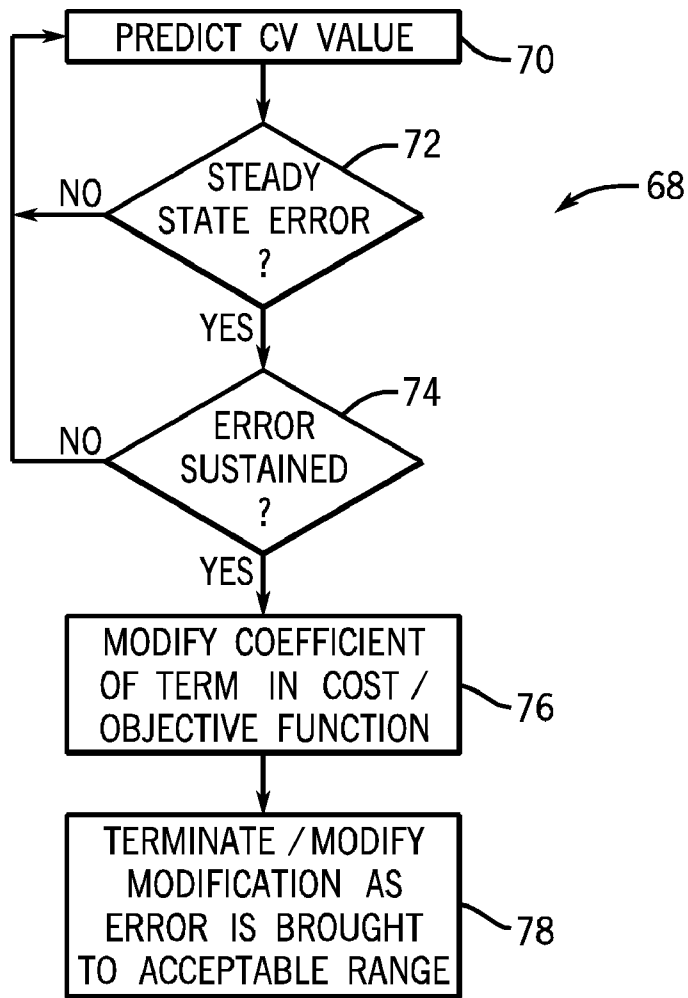 PREDICT CV VALUE
70
72
STEADY
STATE ERROR
?
NO
68
YES
74
ERROR
SUSTAINED
?
NO
YES
MODIFY COEFFICIENT
OF TERM IN COST /
OBJECTIVE FUNCTION
76
TERMINATE / MODIFY
MODIFICATION AS
ERROR IS BROUGHT
TO ACCEPTABLE RANGE
78